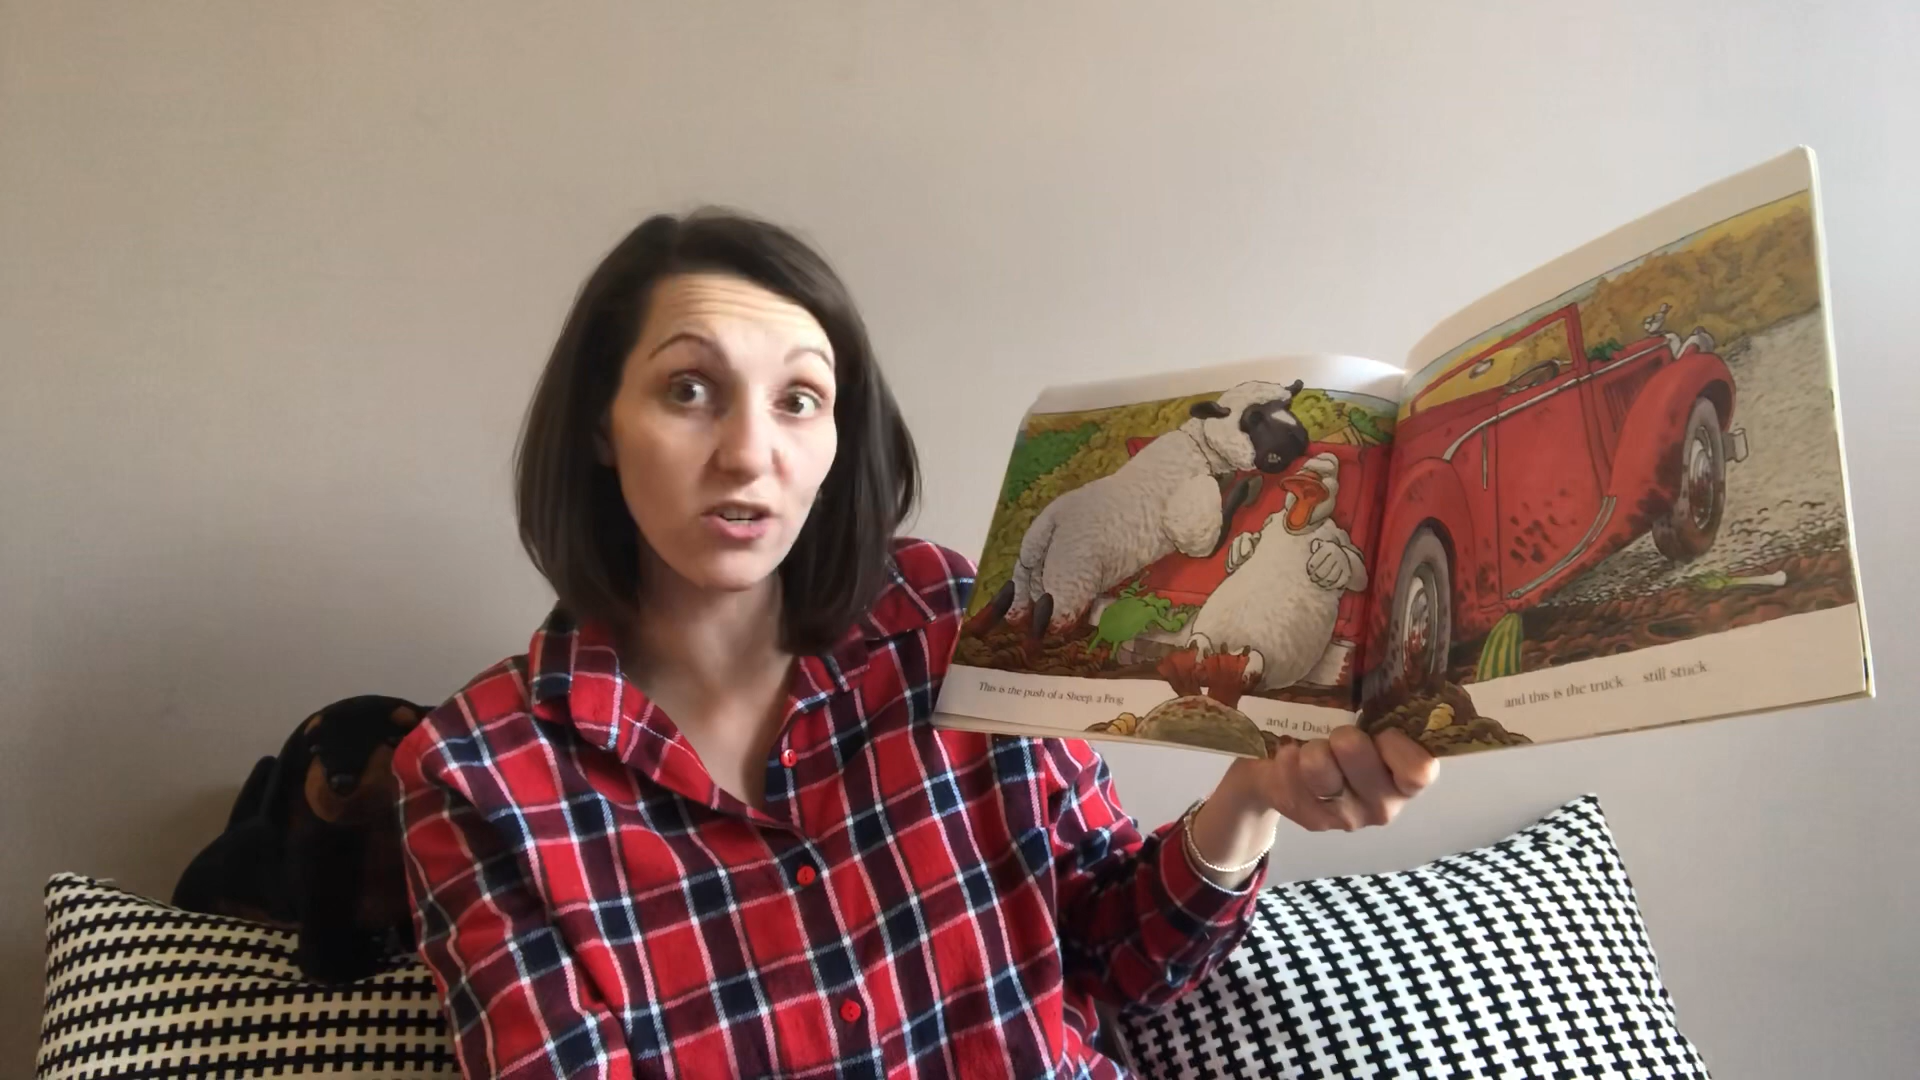 This is the push of a Sheep, a Frog
and a Duck
and this is the truck still stuck